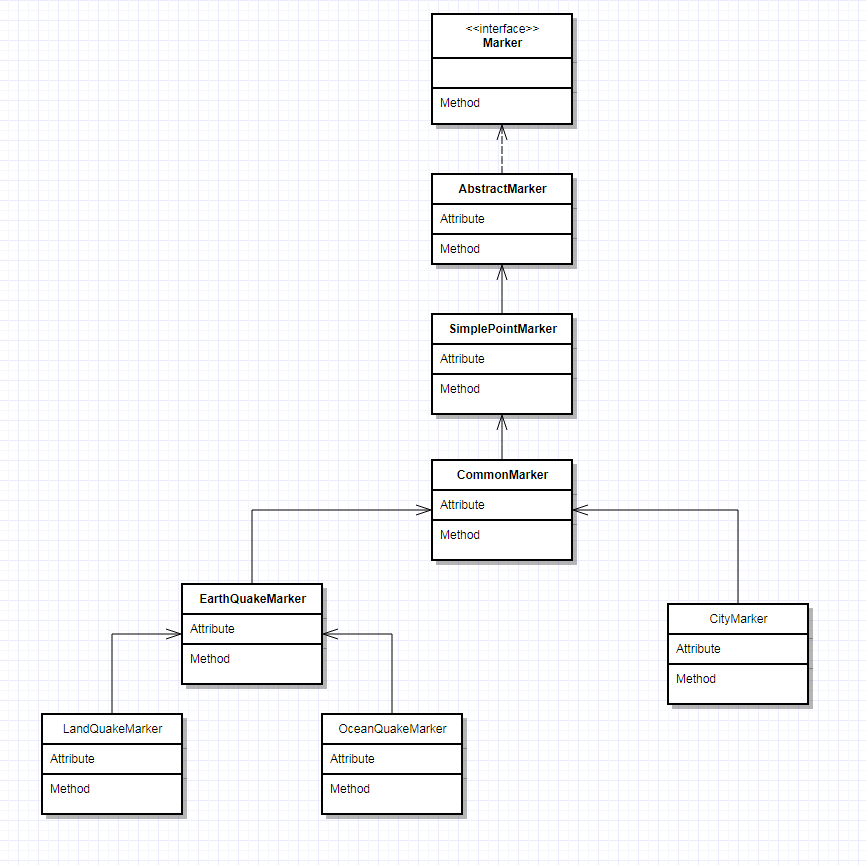 <<interface>>
Marker
Method
AbstractMarker
Attribute
Method
SimplePointMarker
Attribute
Method
CommonMarker
Attribute
Method
EarthQuakeMarker
Attribute
Method
CityMarker
Attribute
Method
LandQuakeMarker
Attribute
Method
OceanQuakeMarker
Attribute
Method